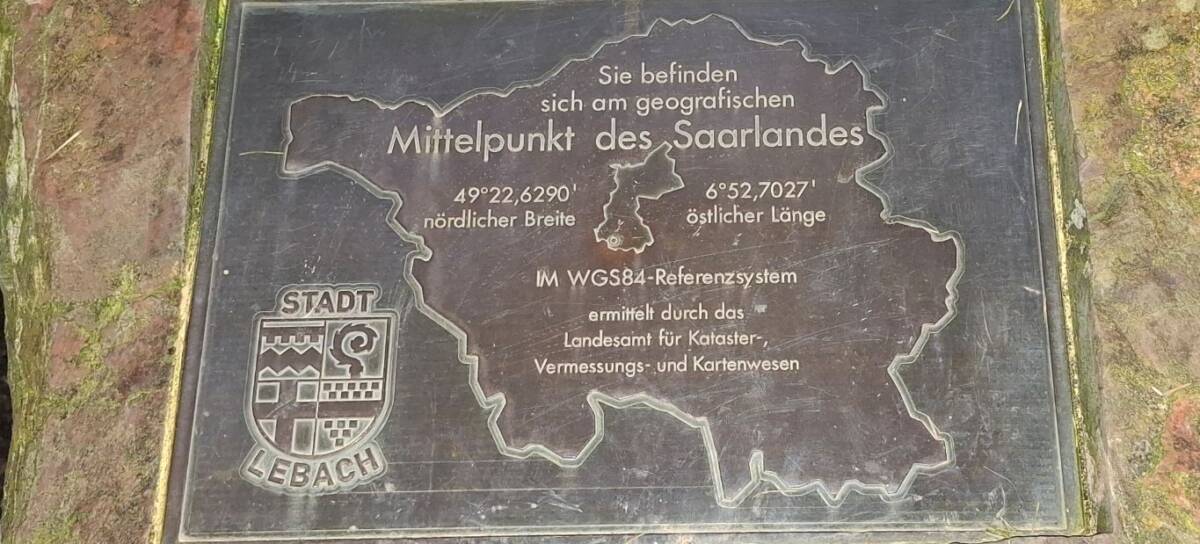 Sie befinden
sich am geografischen
Mittelpunkt des Saarlandes
49°22,6290'
nördlicher Breite
6°52,7027'
östlicher Länge
IM WGS84-Referenzsystem
ermittelt durch das
Landesamt für Kataster-,
Vermessungs- und Kartenwesen
STADT
LEBACH